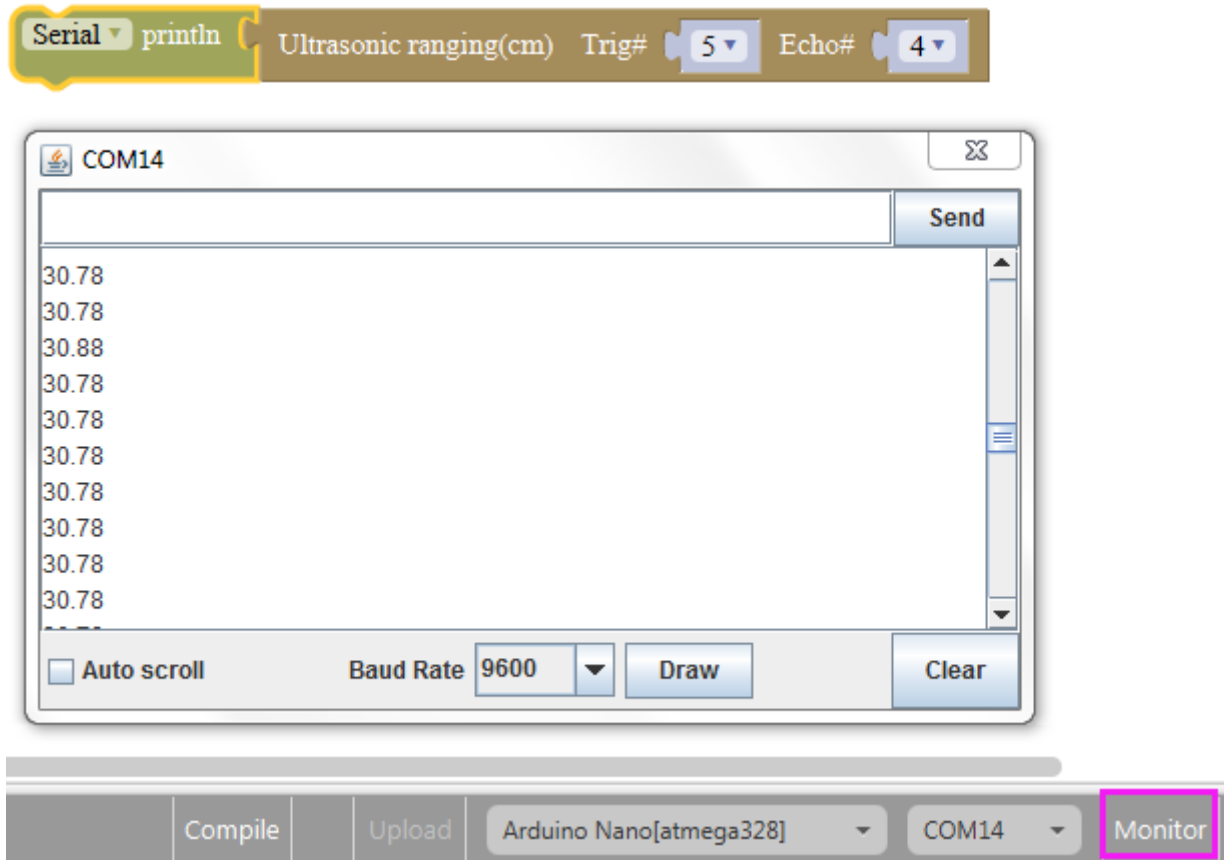 Serial println Ultrasonic ranging(cm) Trig# 5 Echo# 4
COM14
Send
30.78
30.78
30.88
30.78
30.78
30.78
30.78
30.78
30.78
30.78
Auto scroll Baud Rate 9600 Draw Clear
Compile Upload Arduino Nano[atmega328] COM14 Monitor